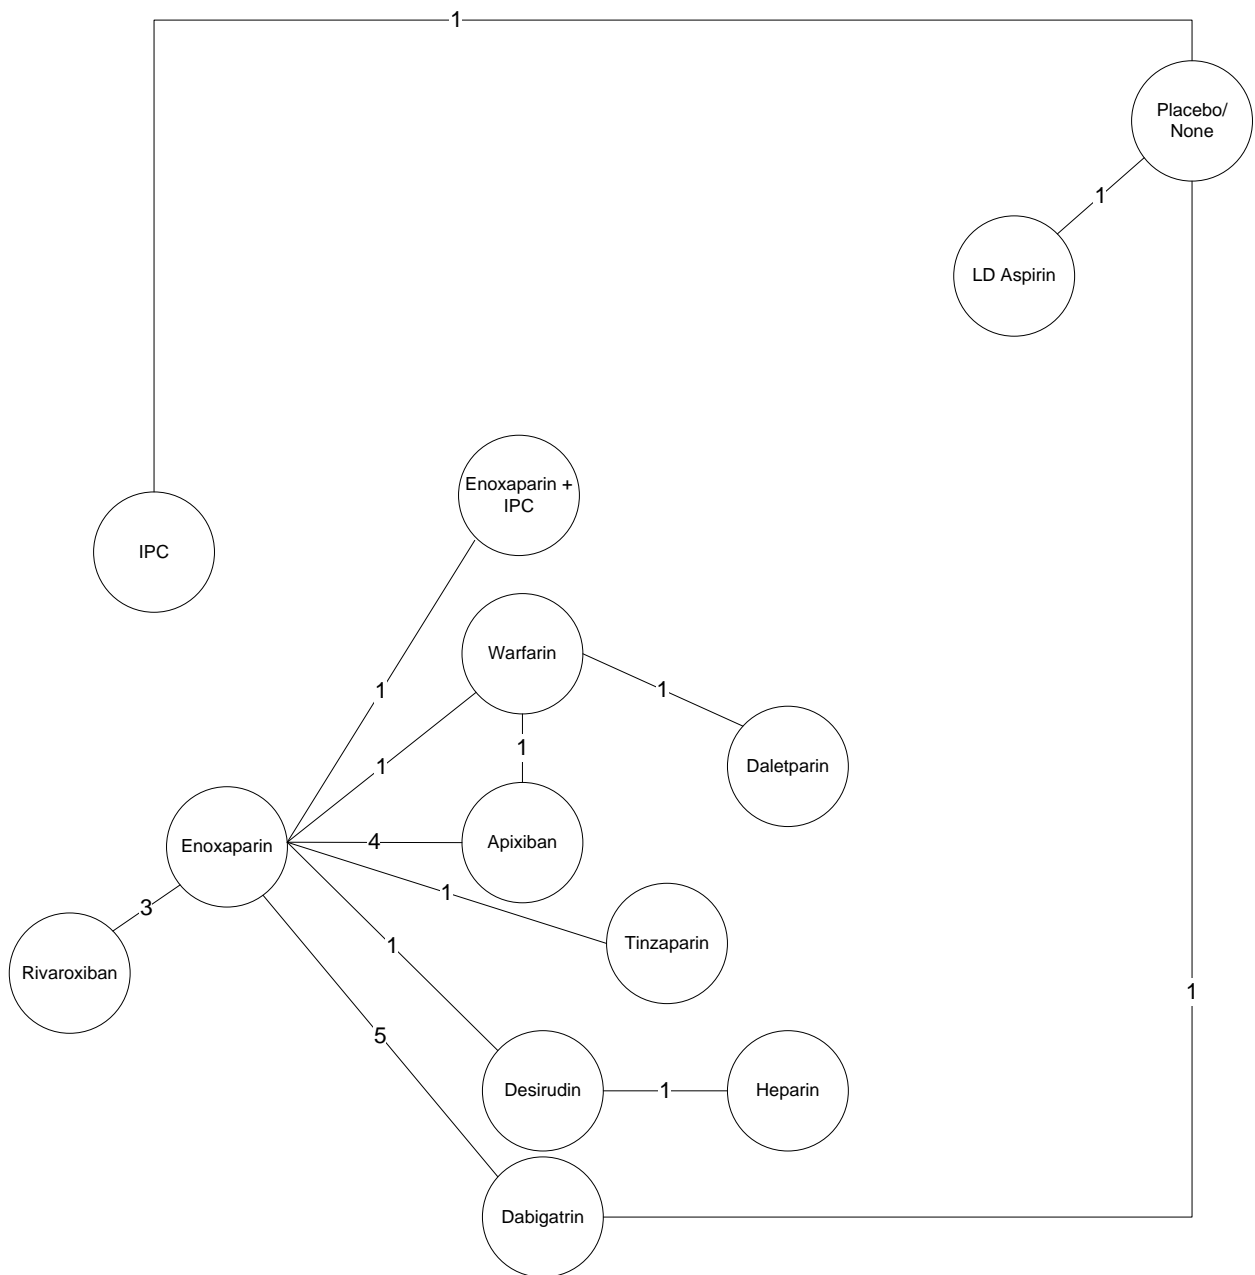 1
Placebo/
None
1
LD Aspirin
Enoxaparin +
IPC
IPC
Warfarin
1
1
1
1
Daletparin
Enoxaparin
4
Apixiban
1
3
Tinzaparin
1
Rivaroxiban
1
5
Desirudin
1
Heparin
Dabigatrin